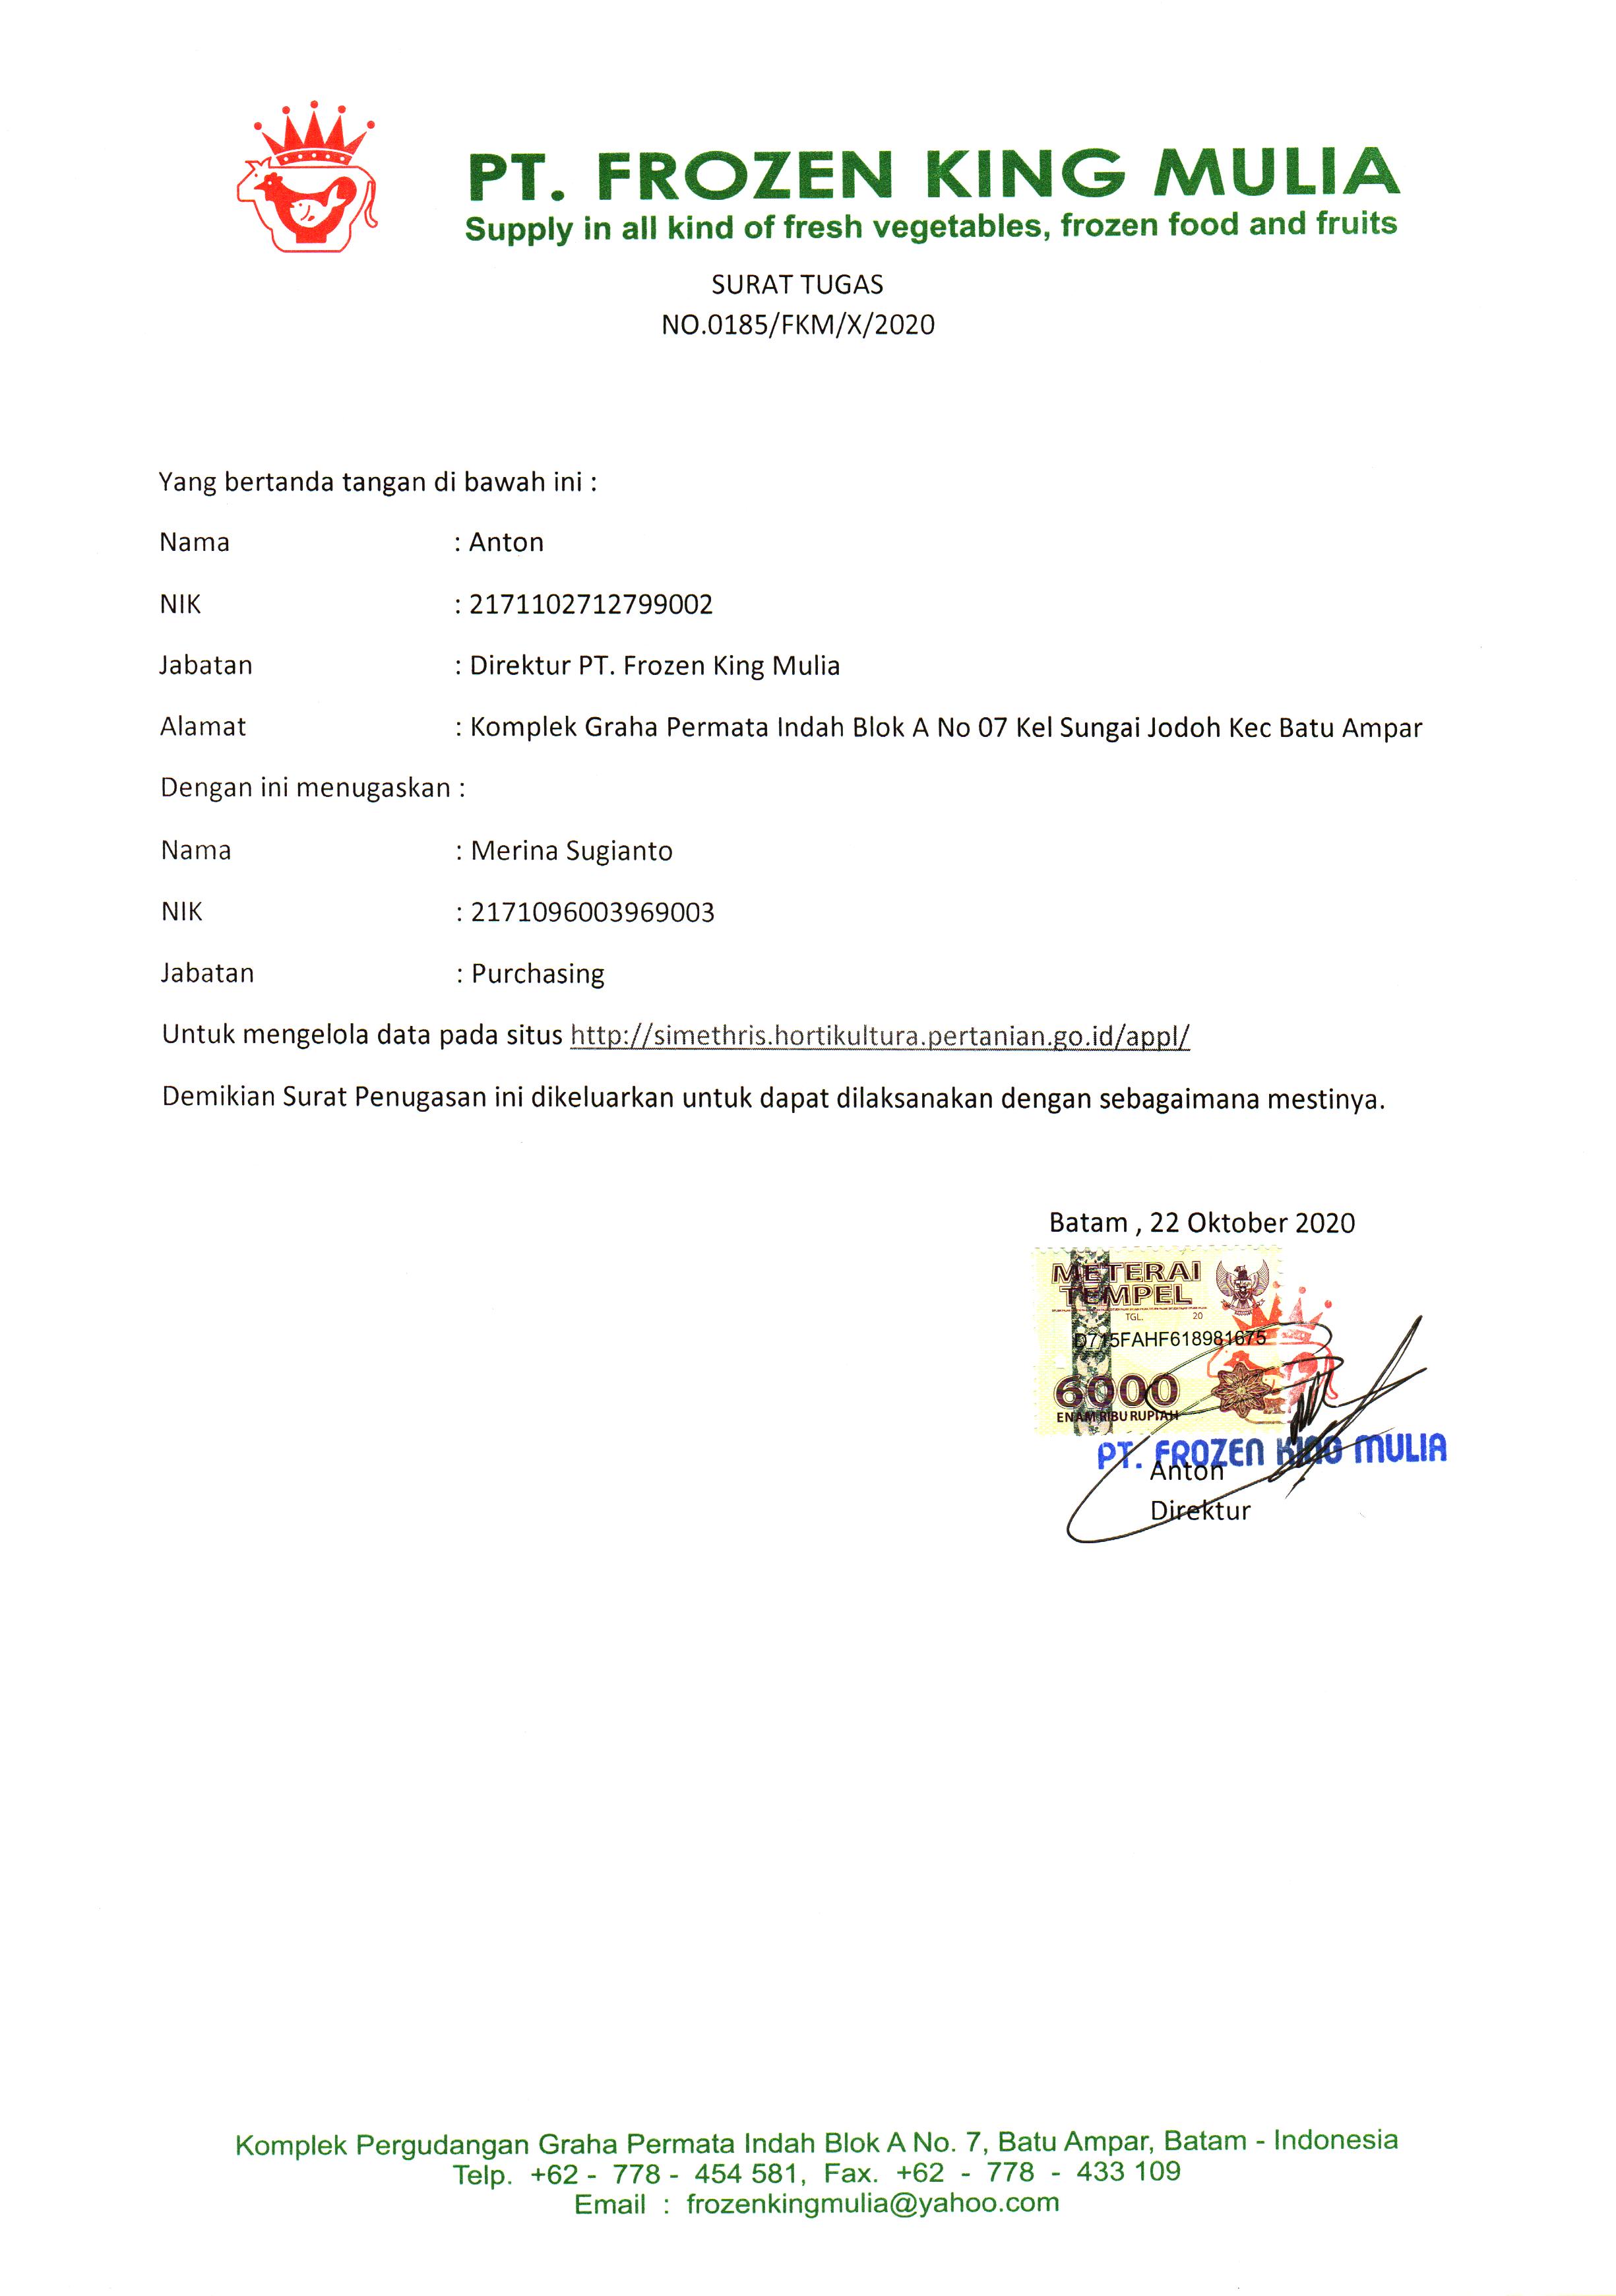 PT. FROZEN KING MULIA
Supply in all kind of fresh vegetables, frozen food and fruits
SURAT TUGAS
NO.0185/FKM/X/2020
Yang bertanda tangan di bawah ini :
Nama : Anton
NIK : 2171102712799002
Jabatan : Direktur PT. Frozen King Mulia
Alamat : Komplek Graha Permata Indah Blok A No 07 Kel Sungai Jodoh Kec Batu Ampar
Dengan ini menugaskan :
Nama : Merina Sugianto
NIK : 2171096003969003
Jabatan : Purchasing
Untuk mengelola data pada situs http://simethris.hortikultura.pertanian.go.id/appl/
Demikian Surat Penugasan ini dikeluarkan untuk dapat dilaksanakan dengan sebagaimana mestinya.
Batam , 22 Oktober 2020
METERAI
TEMPEL
TGL. 20
D715FAHF618981675
6000
ENAM RIBU RUPIAH
PT. FROZEN KING MULIA
Anton
Direktur
Komplek Pergudangan Graha Permata Indah Blok A No. 7, Batu Ampar, Batam - Indonesia
Telp. +62 - 778 - 454 581, Fax. +62 - 778 - 433 109
Email : frozenkingmulia@yahoo.com